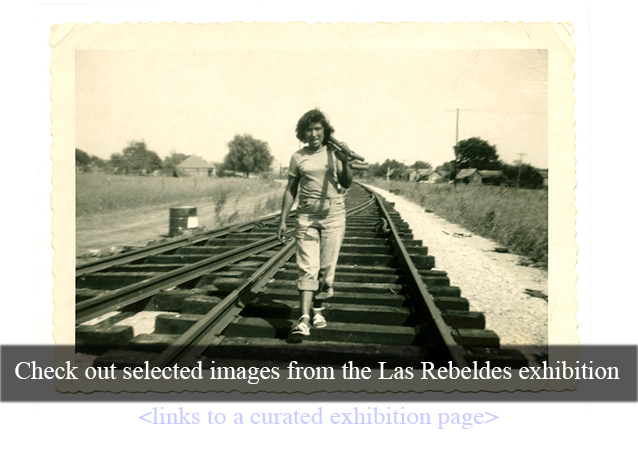 Check out selected images from the Las Rebeldes exhibition
<links to a curated exhibition page>